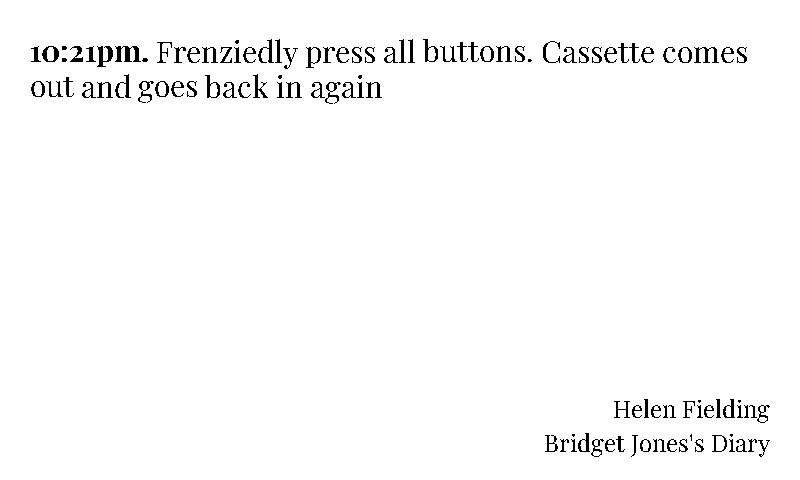 10:21pm. Frenziedly press all buttons. Cassette comes
out and goes back in again
Helen Fielding
Bridget Jones's Diary